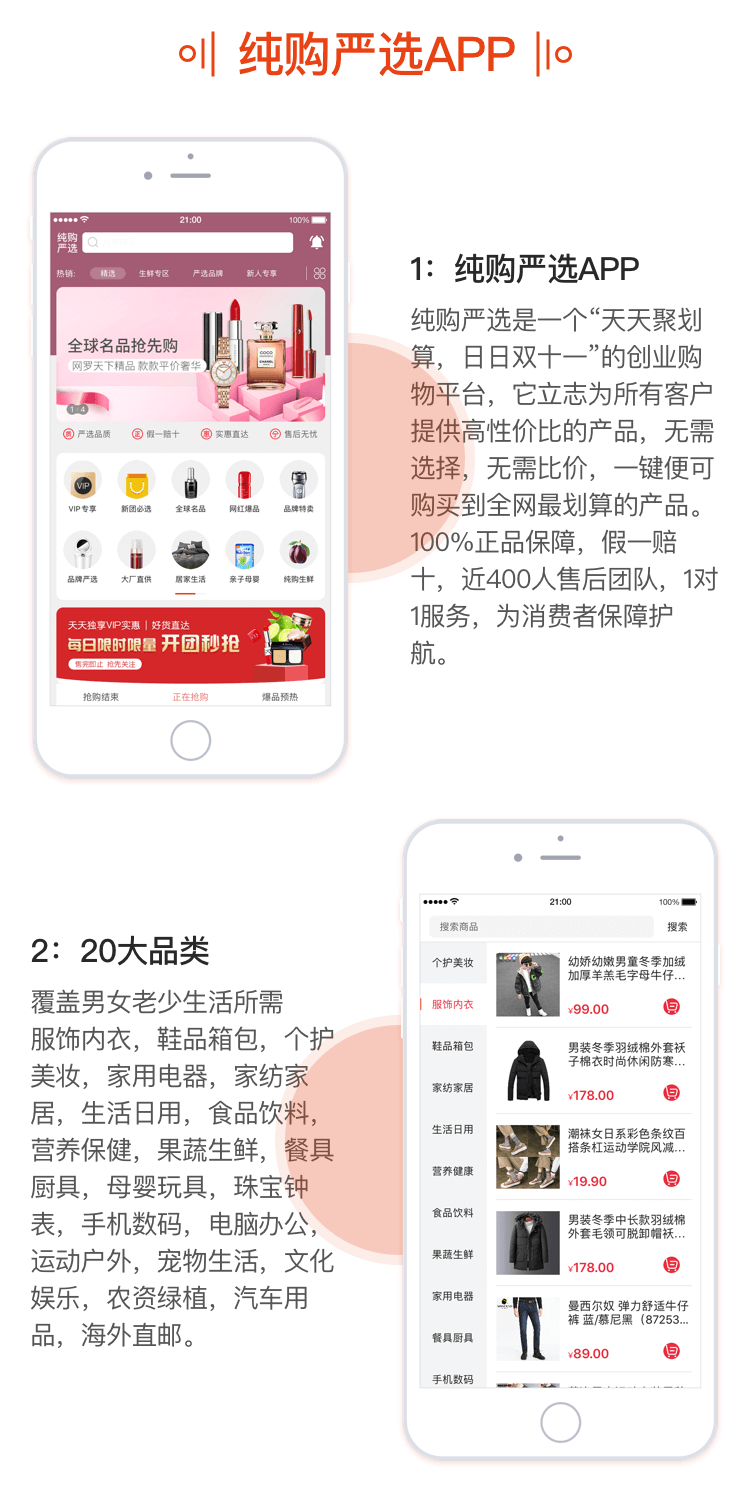 纯购严选APP
21:00
100%
纯购
严选
热销:
精选
生鲜专区
严选品牌
新人专享
全球名品抢先购
网罗天下精品 款款平价奢华
COCO
CHANEL
1
4
严选品质
假一赔十
实惠直达
售后无忧
VIP
VIP专享
新团必选
全球名品
网红爆品
品牌特卖
品牌严选
大厂直供
居家生活
亲子母婴
纯购生鲜
天天独享VIP实惠 | 好货直达
每日限时限量 开团秒抢
售完即止 抢先关注
抢购结束
正在抢购
爆品预热
1：纯购严选APP
纯购严选是一个“天天聚划
算，日日双十一”的创业购
物平台，它立志为所有客户
提供高性价比的产品，无需
选择，无需比价，一键便可
购买到全网最划算的产品。
100%正品保障，假一赔
十，近400人售后团队，1对
1服务，为消费者保障护
航。
2：20大品类
覆盖男女老少生活所需
服饰内衣，鞋品箱包，个护
美妆，家用电器，家纺家
居，生活日用，食品饮料，
营养保健，果蔬生鲜，餐具
厨具，母婴玩具，珠宝钟
表，手机数码，电脑办公，
运动户外，宠物生活，文化
娱乐，农资绿植，汽车用
品，海外直邮。
21:00
100%
搜索商品
搜索
个护美妆
服饰内衣
鞋品箱包
家纺家居
生活日用
营养健康
食品饮料
果蔬生鲜
家用电器
餐具厨具
手机数码
幼娇幼嫩男童冬季加绒
加厚羊羔毛字母牛仔...
¥99.00
男装冬季羽绒棉外套袄
子棉衣时尚休闲防寒...
¥178.00
潮袜女日系彩色条纹百
搭条杠运动学院风减...
¥19.90
男装冬季中长款羽绒棉
外套毛领可脱卸帽袄...
¥178.00
曼西尔奴 弹力舒适牛仔
裤 蓝/慕尼黑（87253...
¥89.00